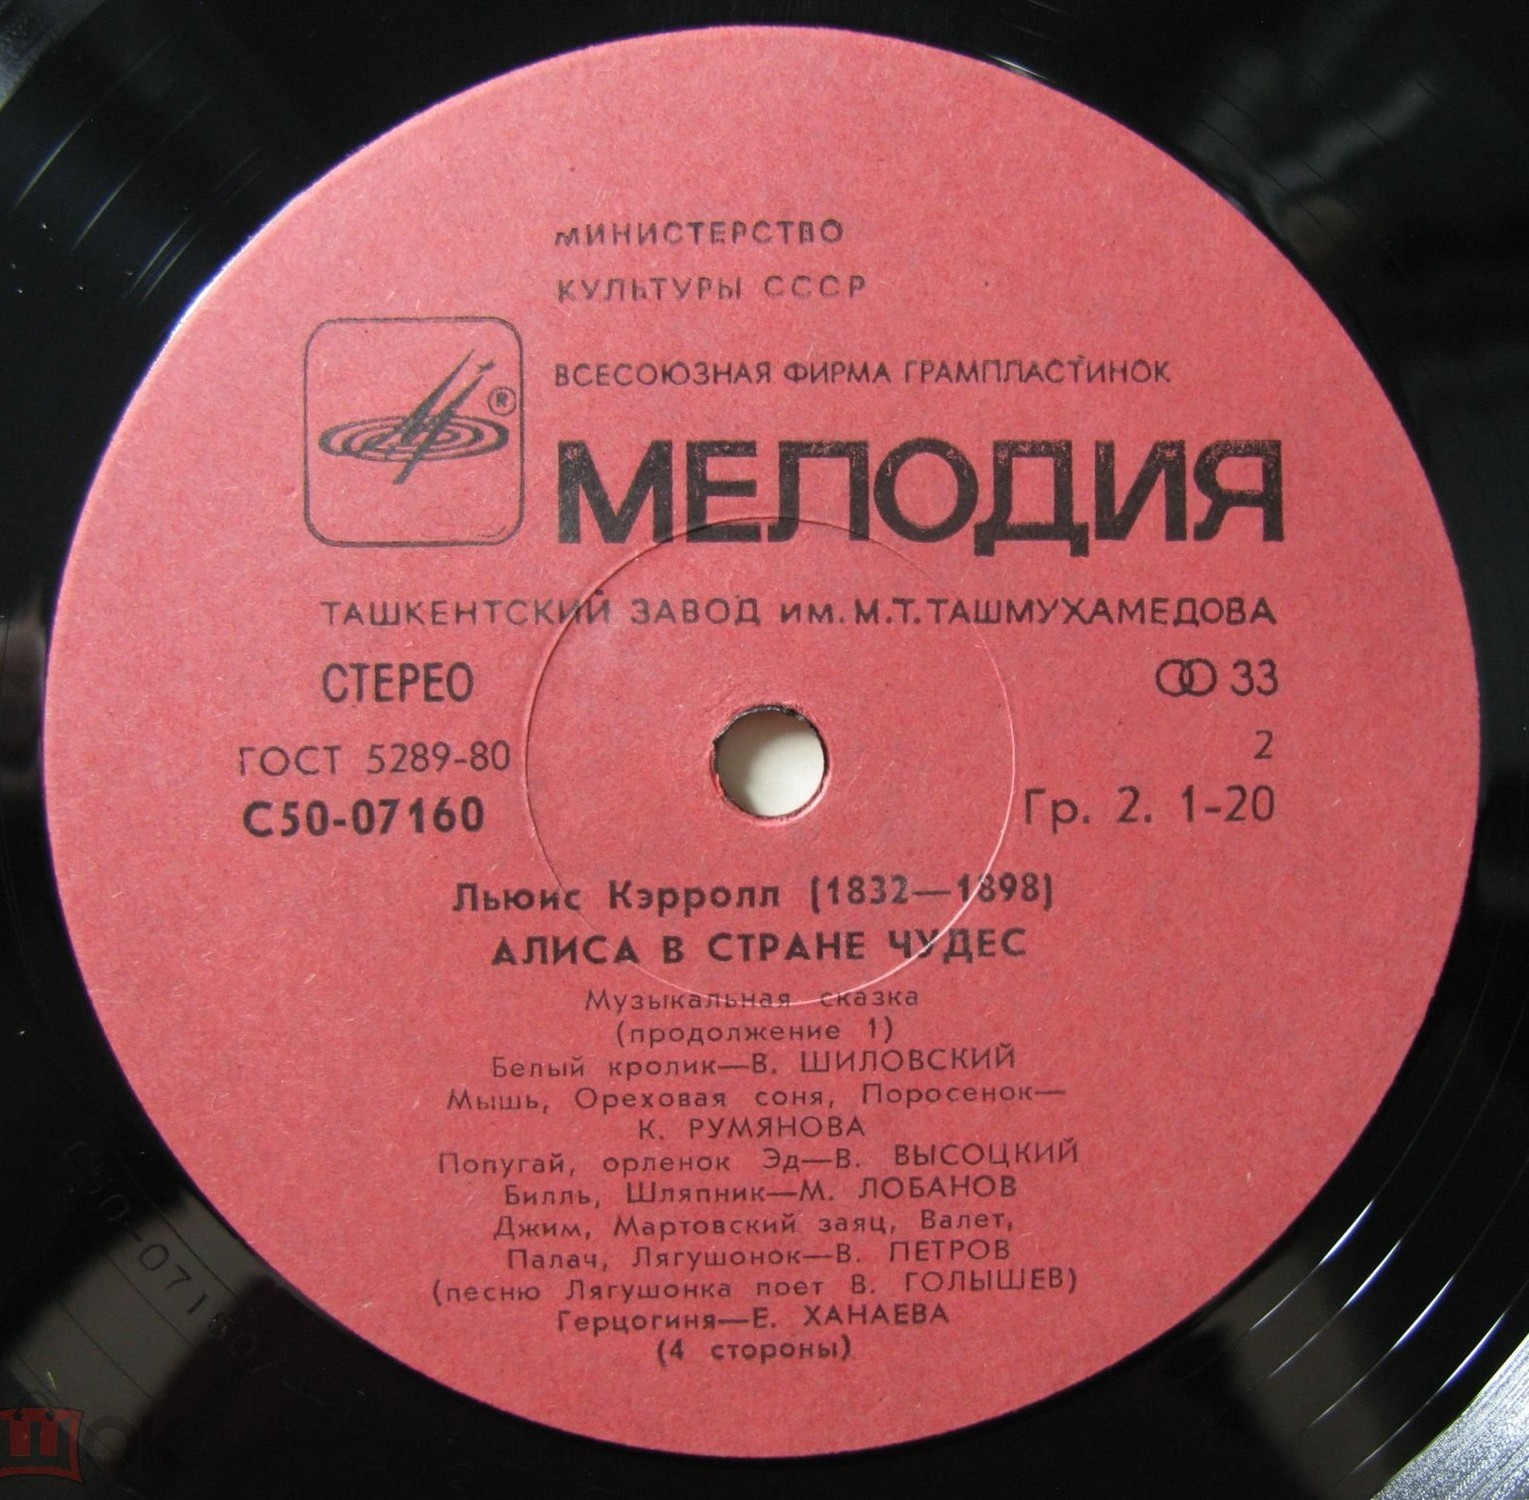 МИНИСТЕРСТВО
КУЛЬТУРЫ СССР
ВСЕСОЮЗНАЯ ФИРМА ГРАМПЛАСТИНОК
®
МЕЛОДИЯ
ТАШКЕНТСКИЙ ЗАВОД им. М.Т. ТАШМУХАМЕДОВА
СТЕРЕО 33
ГОСТ 5289-80 2
С50-07160 Гр. 2. 1-20
Льюис Кэрролл (1832—1898)
АЛИСА В СТРАНЕ ЧУДЕС
Музыкальная сказка
(продолжение 1)
Белый кролик—В. ШИЛОВСКИЙ
Мышь, Ореховая соня, Поросенок—
К. РУМЯНОВА
Попугай, орленок Эд—В. ВЫСОЦКИЙ
Билль, Шляпник—М. ЛОБАНОВ
Джим, Мартовский заяц, Валет,
Палач, Лягушонок—В. ПЕТРОВ
(песню Лягушонка поет В. ГОЛЫШЕВ)
Герцогиня—Е. ХАНАЕВА
(4 стороны)